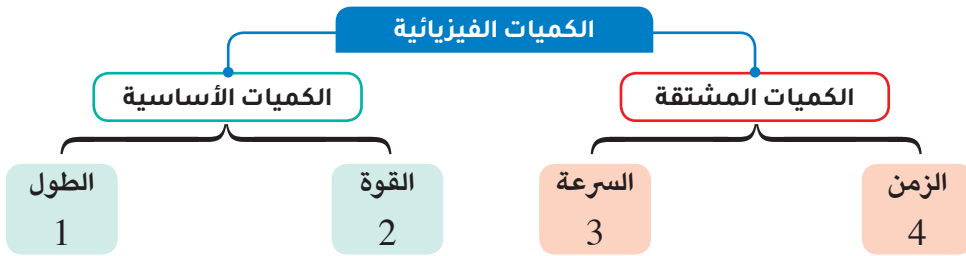 الكميات الفيزيائية
الكميات المشتقة
الكميات الأساسية
الزمن
4
السرعة
3
القوة
2
الطول
1